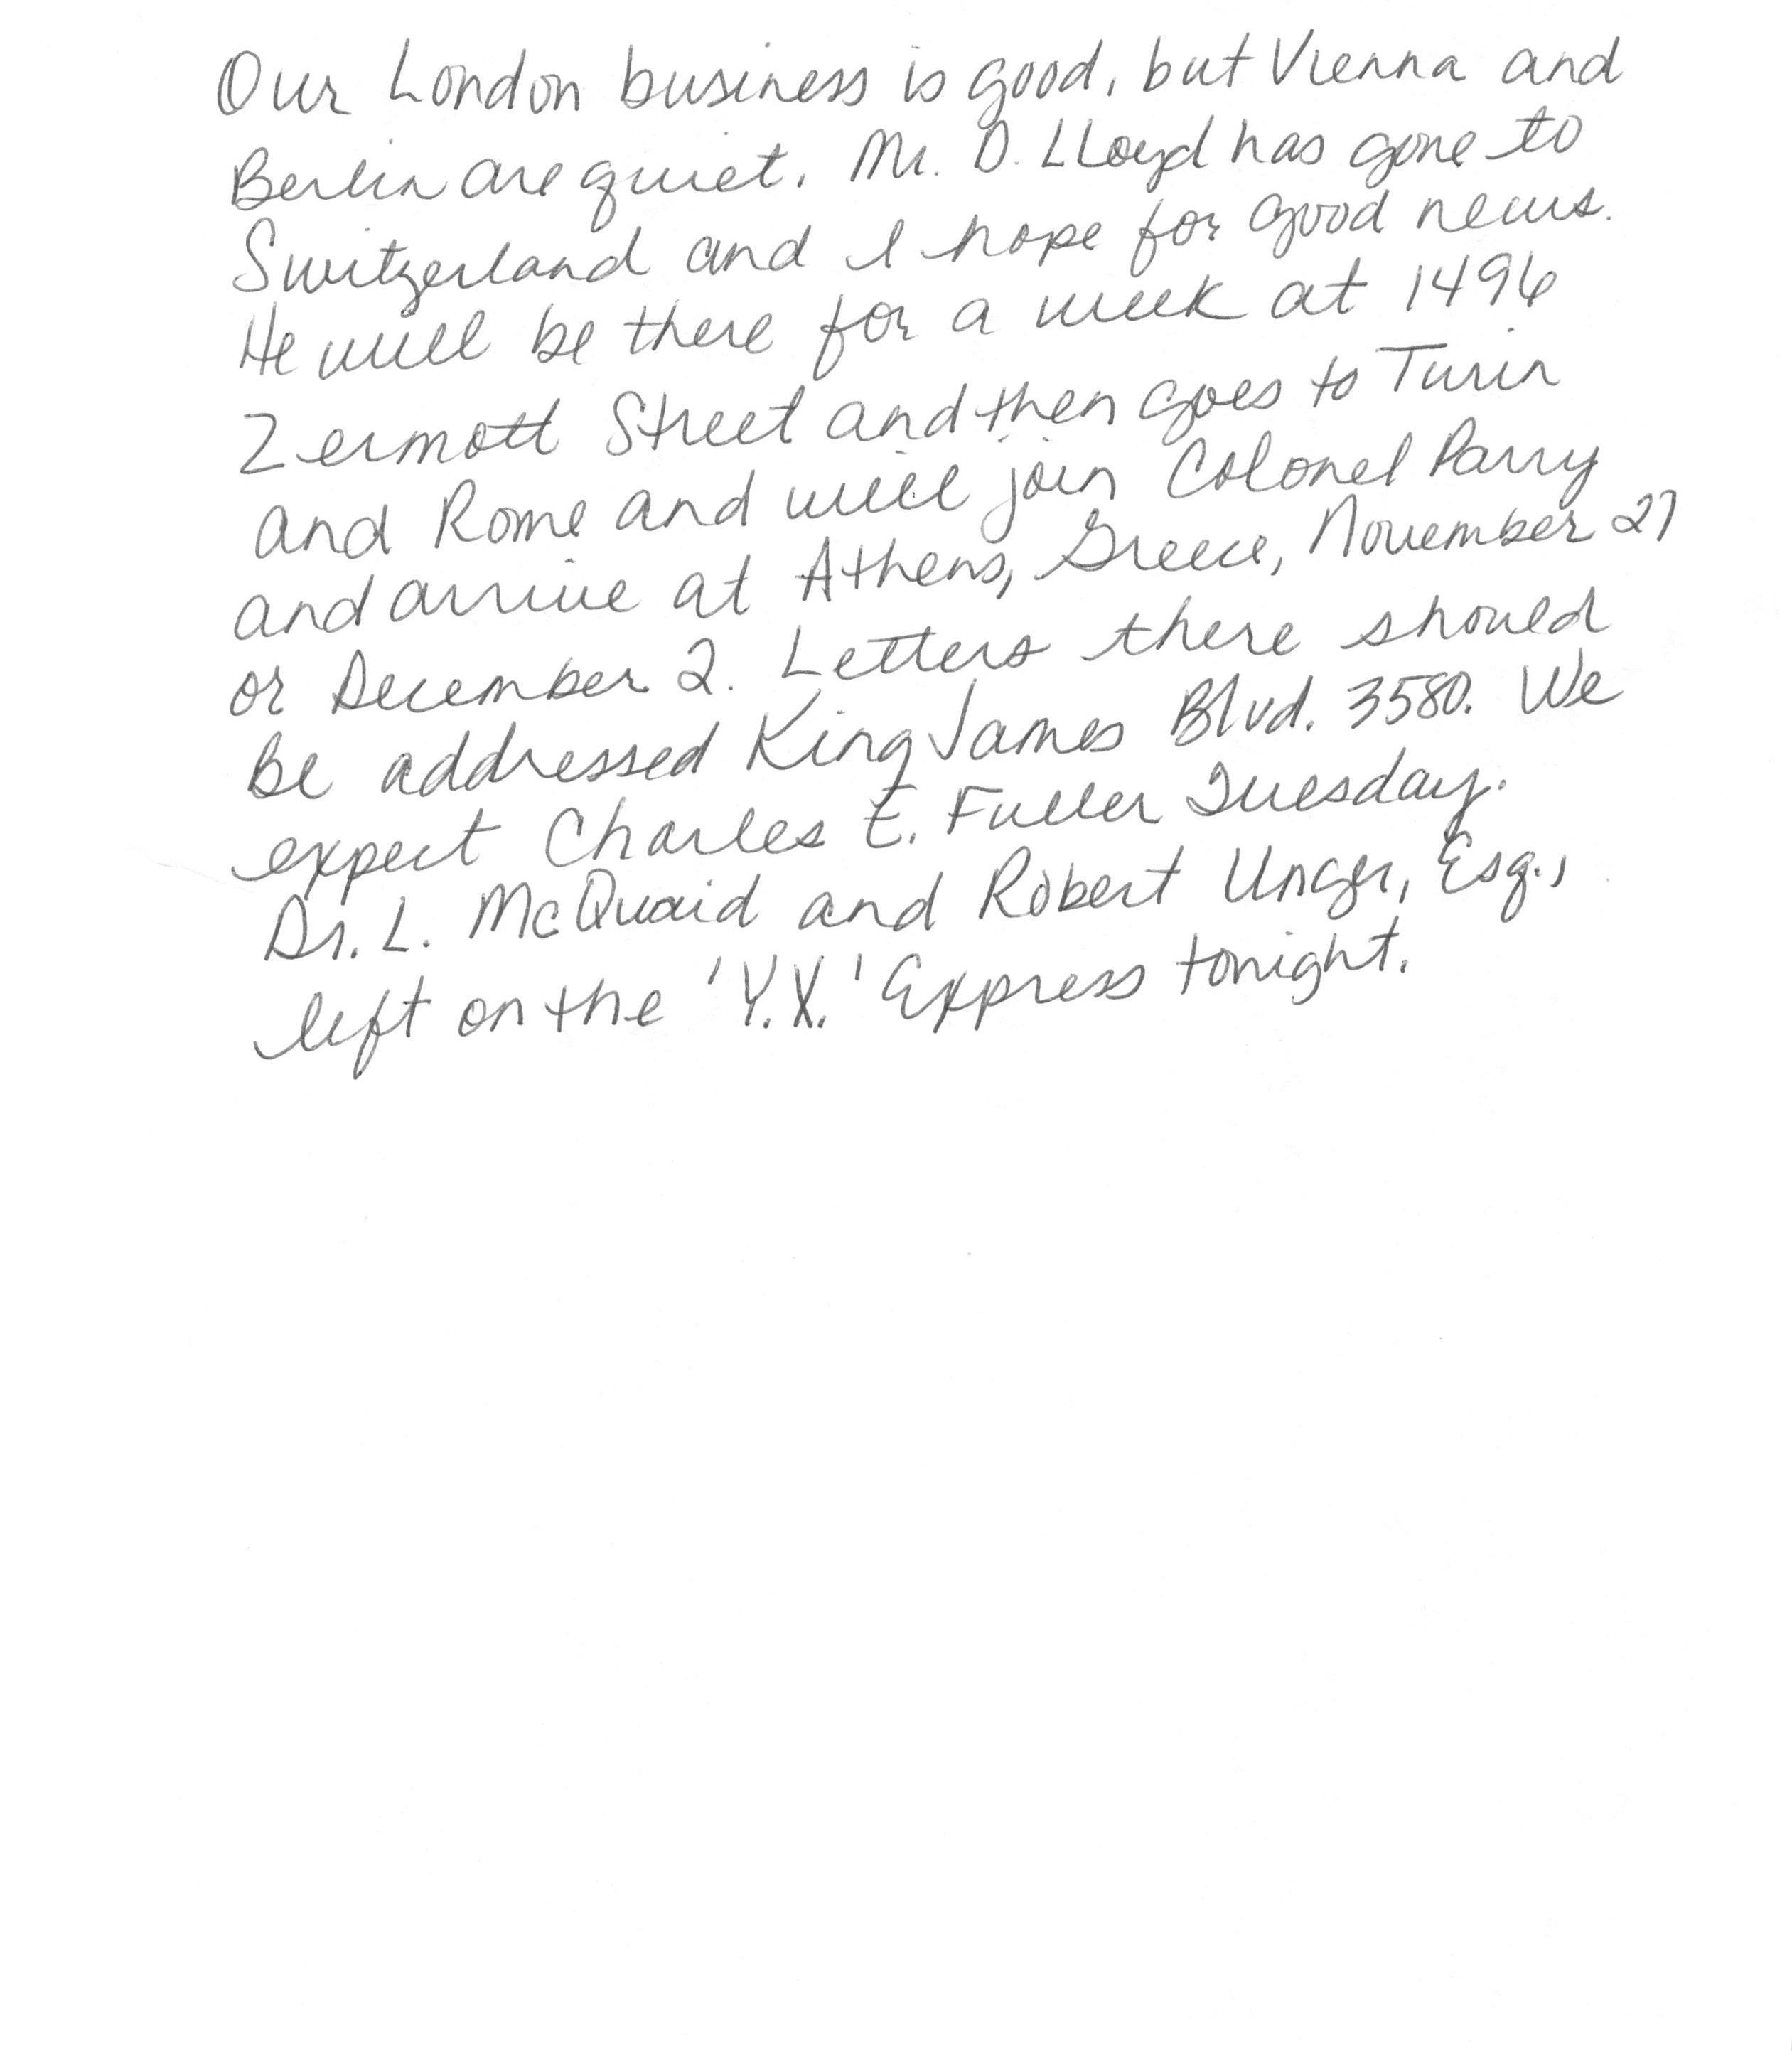 Our London business is good, but Vienna and
Berlin are quiet. Mr. D. LLoyd has gone to
Switzerland and I hope for good news.
He will be there for a week at 1496
Zermott Street and then goes to Turin
and Rome and will join Colonel Parry
and arrive at Athens, Greece, November 27
or December 2. Letters there should
be addressed King James Blvd. 3580. We
expect Charles E. Fuller Tuesday.
Dr. L. McQuaid and Robert Unger, Esq.,
left on the 'Y.X.' Express tonight.